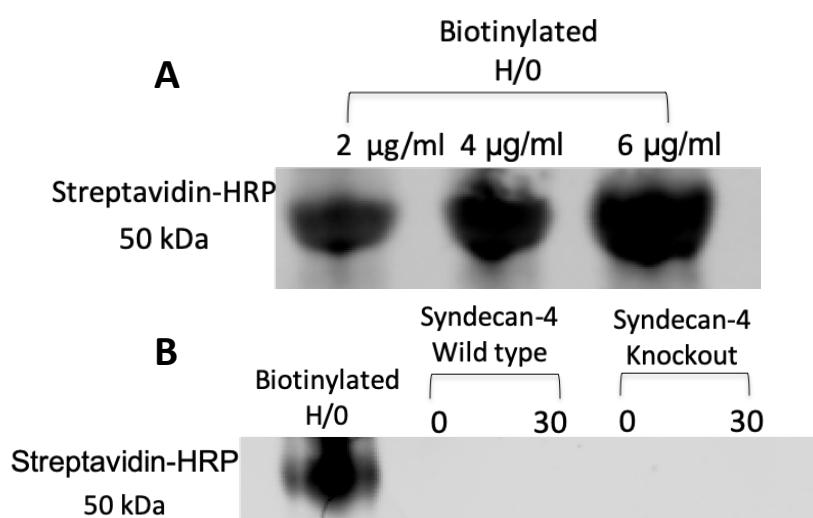 A
Biotinylated
H/0
2 μg/ml 4 μg/ml 6 μg/ml
Streptavidin-HRP
50 kDa
B
Biotinylated
H/0
Syndecan-4
Wild type
0 30
Syndecan-4
Knockout
0 30
Streptavidin-HRP
50 kDa